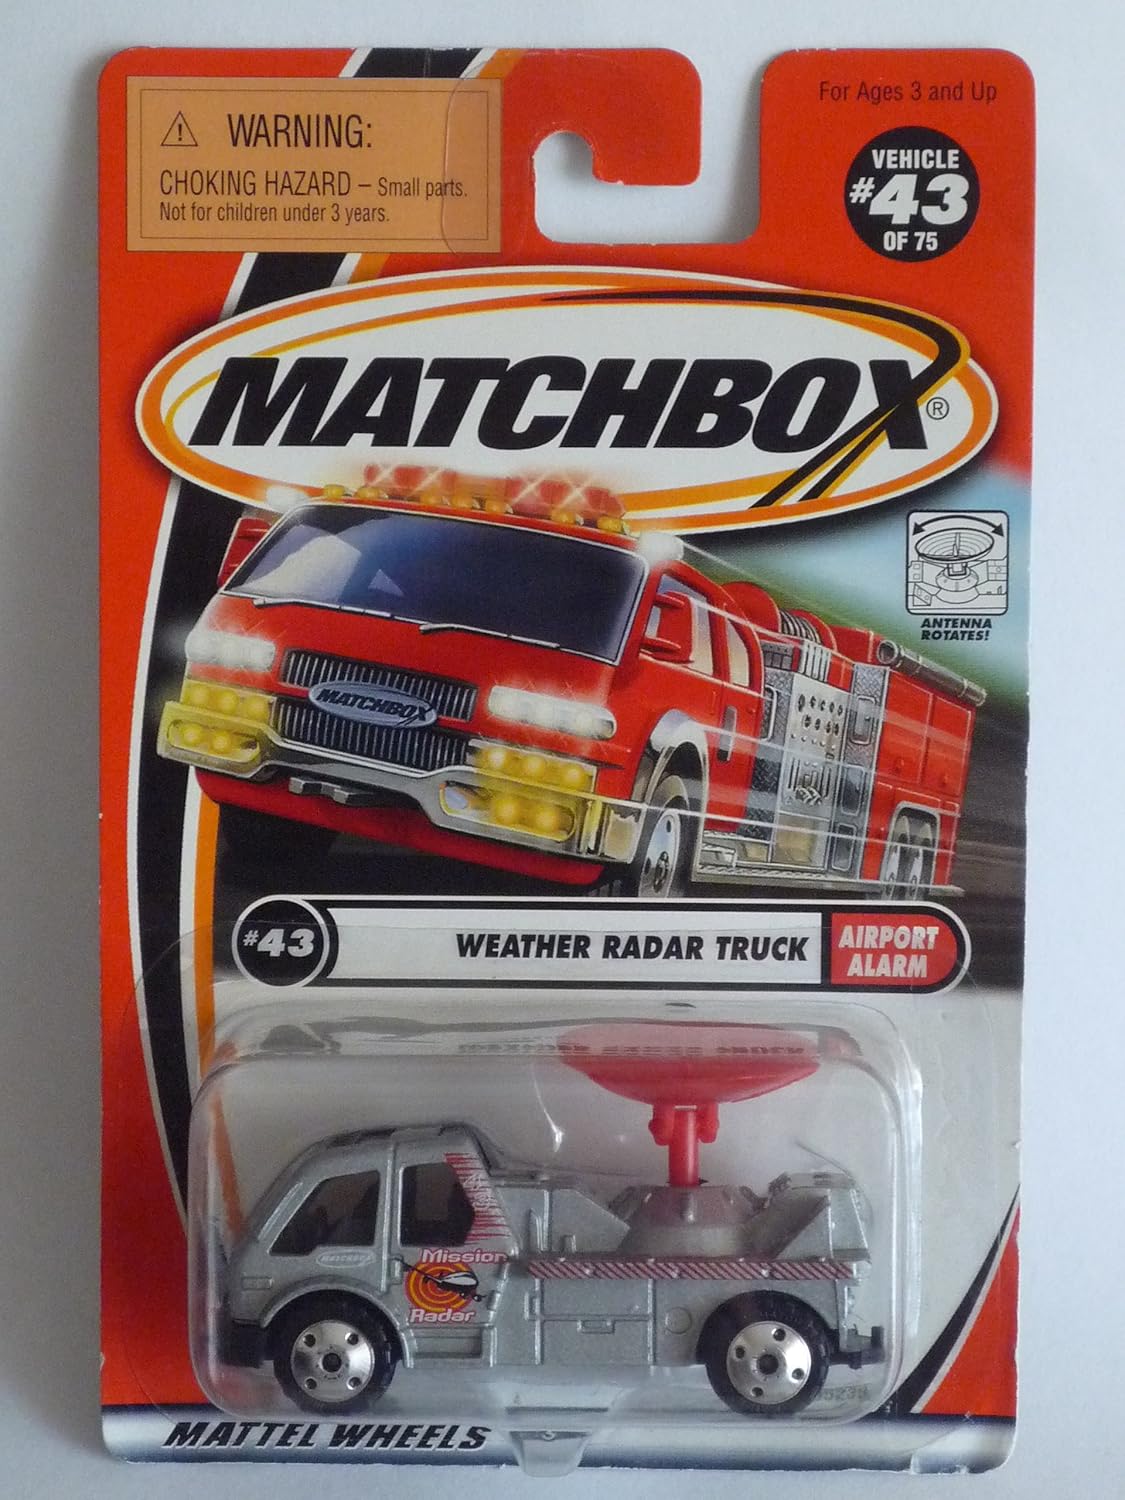 For Ages 3 and Up
⚠ WARNING:
CHOKING HAZARD – Small parts.
Not for children under 3 years.
VEHICLE
#43
OF 75
MATCHBOX®
ANTENNA
ROTATES!
MATCHBOX
#43 WEATHER RADAR TRUCK
AIRPORT
ALARM
MATCHBOX
Mission
Radar
MATTEL WHEELS